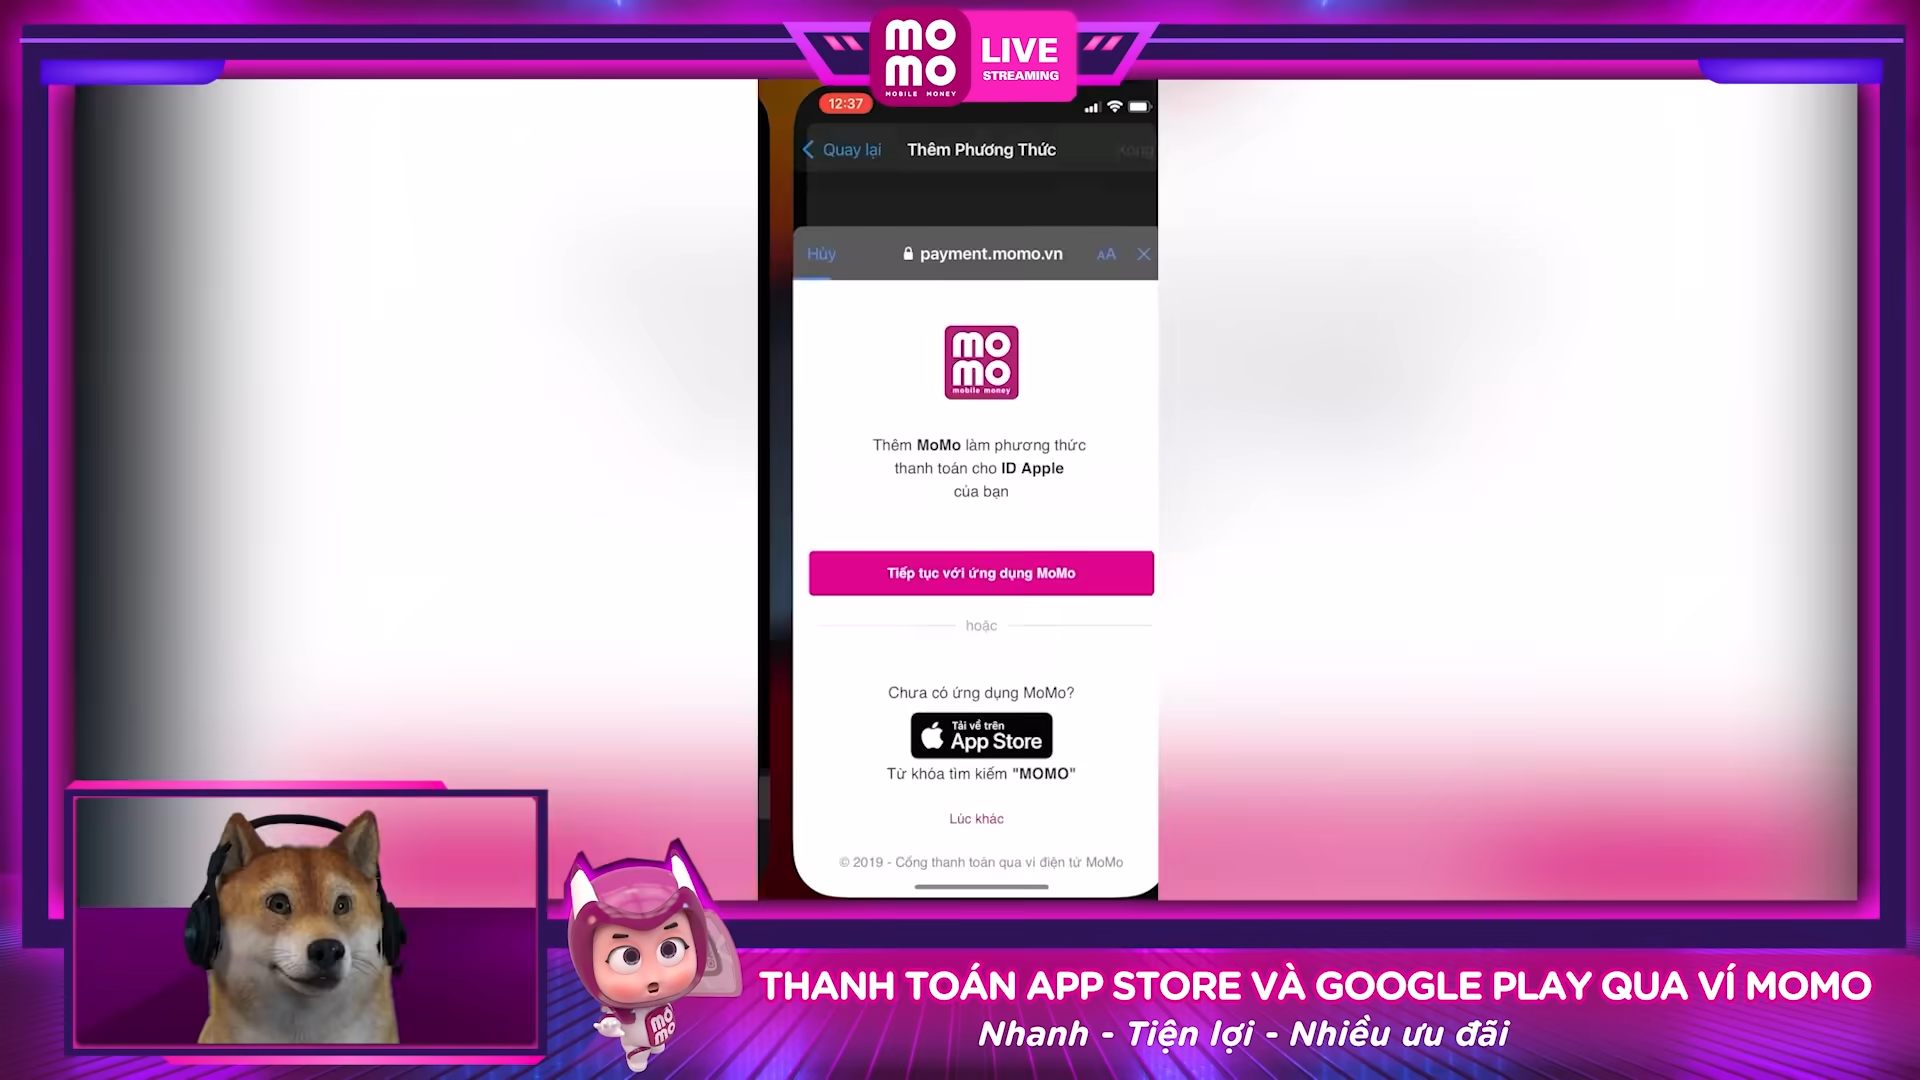 mo
mo
MOBILE MONEY
LIVE
STREAMING
12:37
Quay lại
Thêm Phương Thức
Hủy
payment.momo.vn
AA
mo
mo
mobile money
Thêm MoMo làm phương thức
thanh toán cho ID Apple
của bạn
Tiếp tục với ứng dụng MoMo
hoặc
Chưa có ứng dụng MoMo?
Tải về trên
App Store
Từ khóa tìm kiếm "MOMO"
Lúc khác
© 2019 - Cổng thanh toán qua ví điện tử MoMo
mo
mo
THANH TOÁN APP STORE VÀ GOOGLE PLAY QUA VÍ MOMO
Nhanh - Tiện lợi - Nhiều ưu đãi